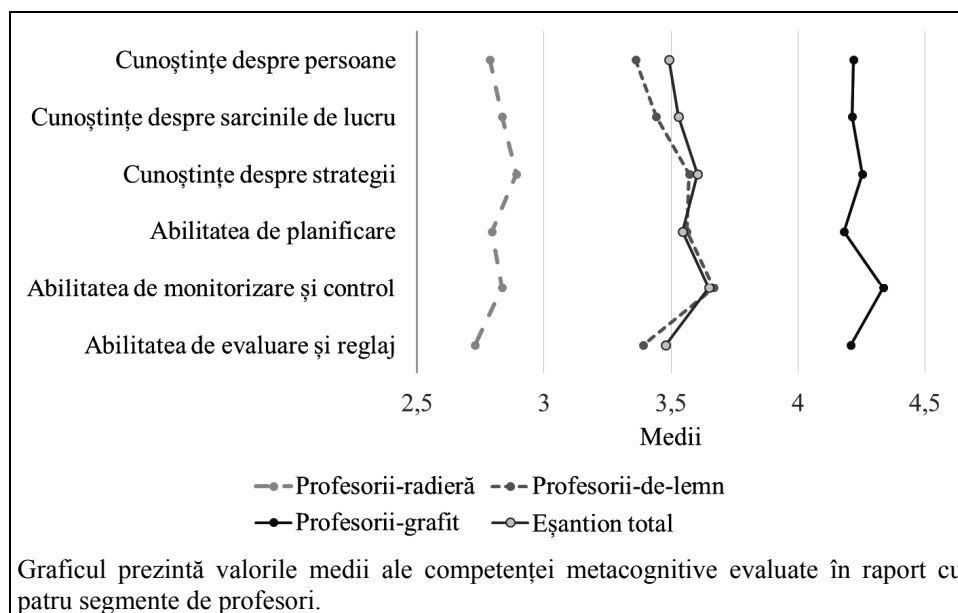 Cunoștințe despre persoane
Cunoștințe despre sarcinile de lucru
Cunoștințe despre strategii
Abilitatea de planificare
Abilitatea de monitorizare și control
Abilitatea de evaluare și reglaj
2,5 3 3,5 4 4,5
Medii
Profesorii-radieră Profesorii-de-lemn
Profesorii-grafit Eșantion total
Graficul prezintă valorile medii ale competenței metacognitive evaluate în raport cu
patru segmente de profesori.